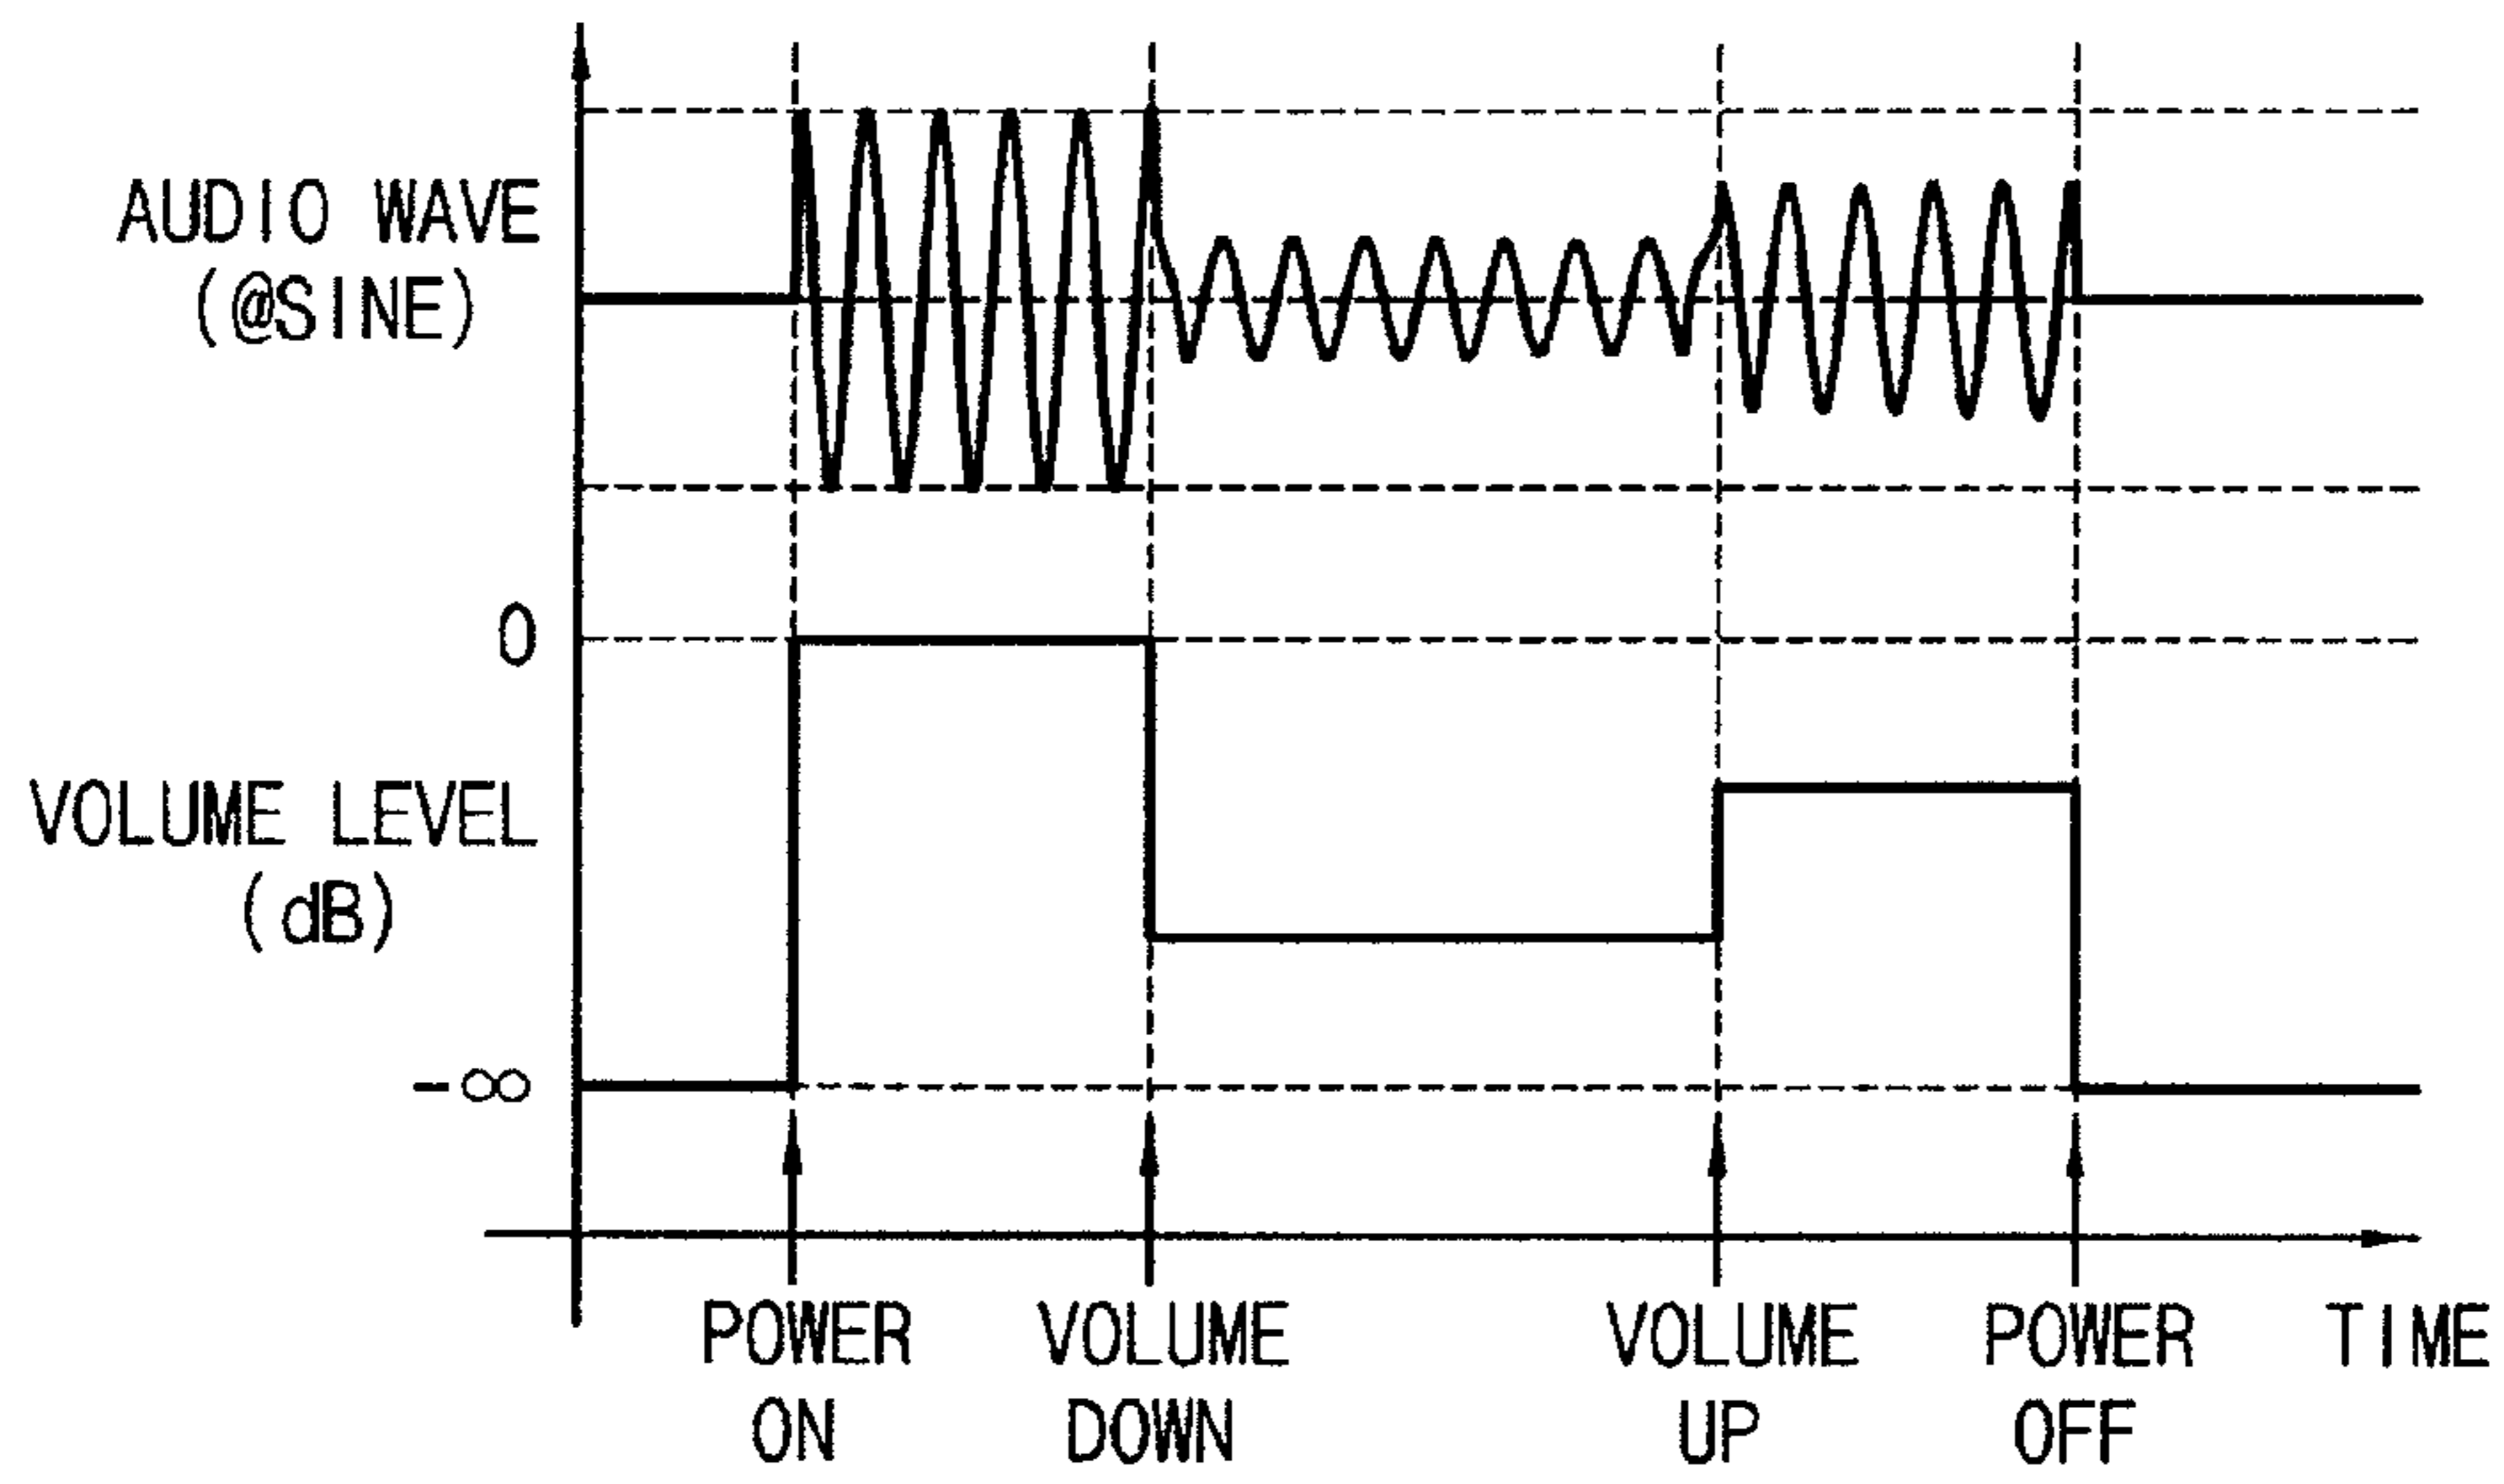 AUDIO WAVE
(@SINE)
0
VOLUME LEVEL
(dB)
-∞
POWER
ON
VOLUME
DOWN
VOLUME
UP
POWER
OFF
TIME